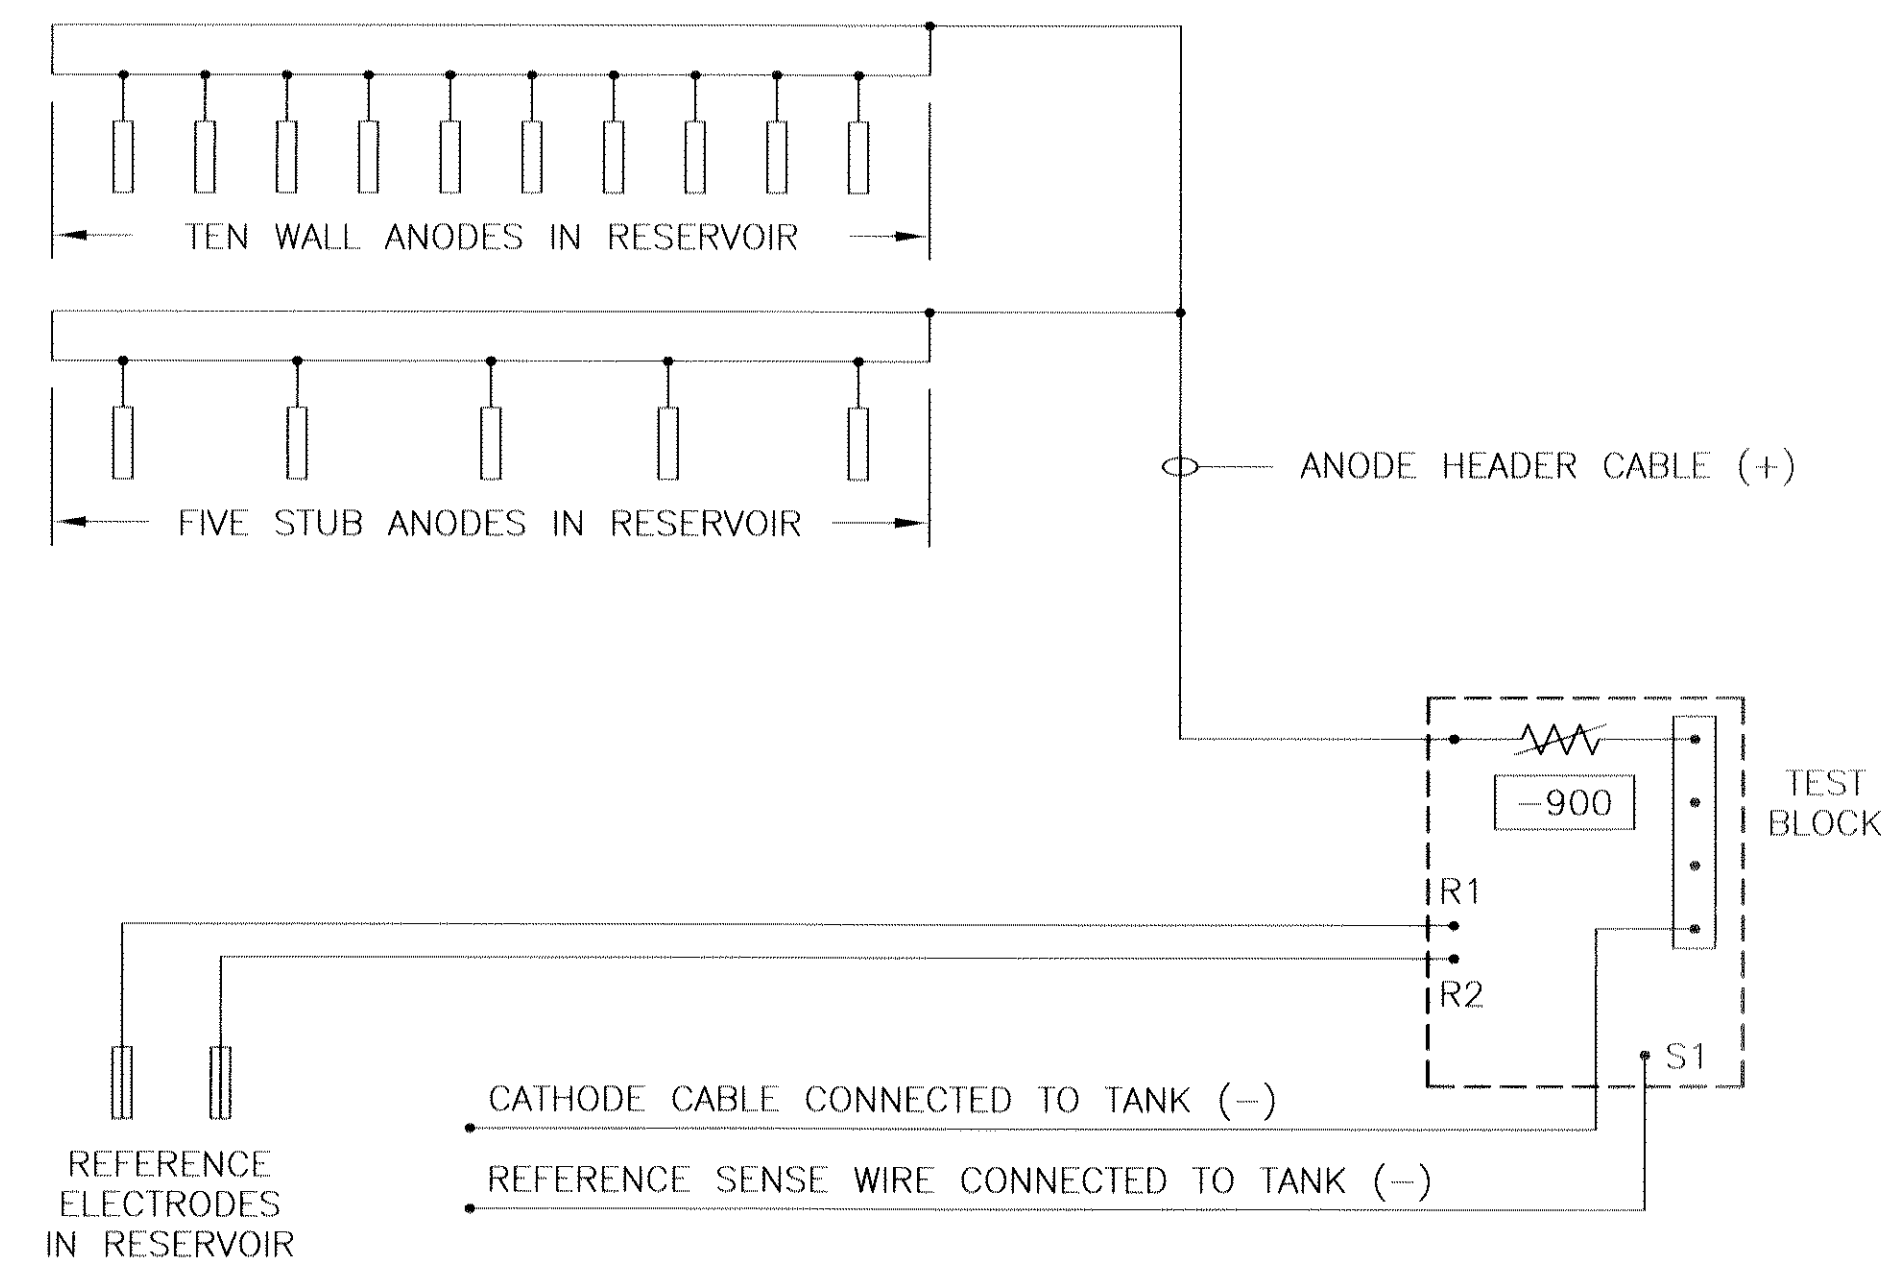 TEN WALL ANODES IN RESERVOIR
FIVE STUB ANODES IN RESERVOIR
ANODE HEADER CABLE (+)
TEST
BLOCK
-900
R1
R2
S1
CATHODE CABLE CONNECTED TO TANK (-)
REFERENCE SENSE WIRE CONNECTED TO TANK (-)
REFERENCE
ELECTRODES
IN RESERVOIR